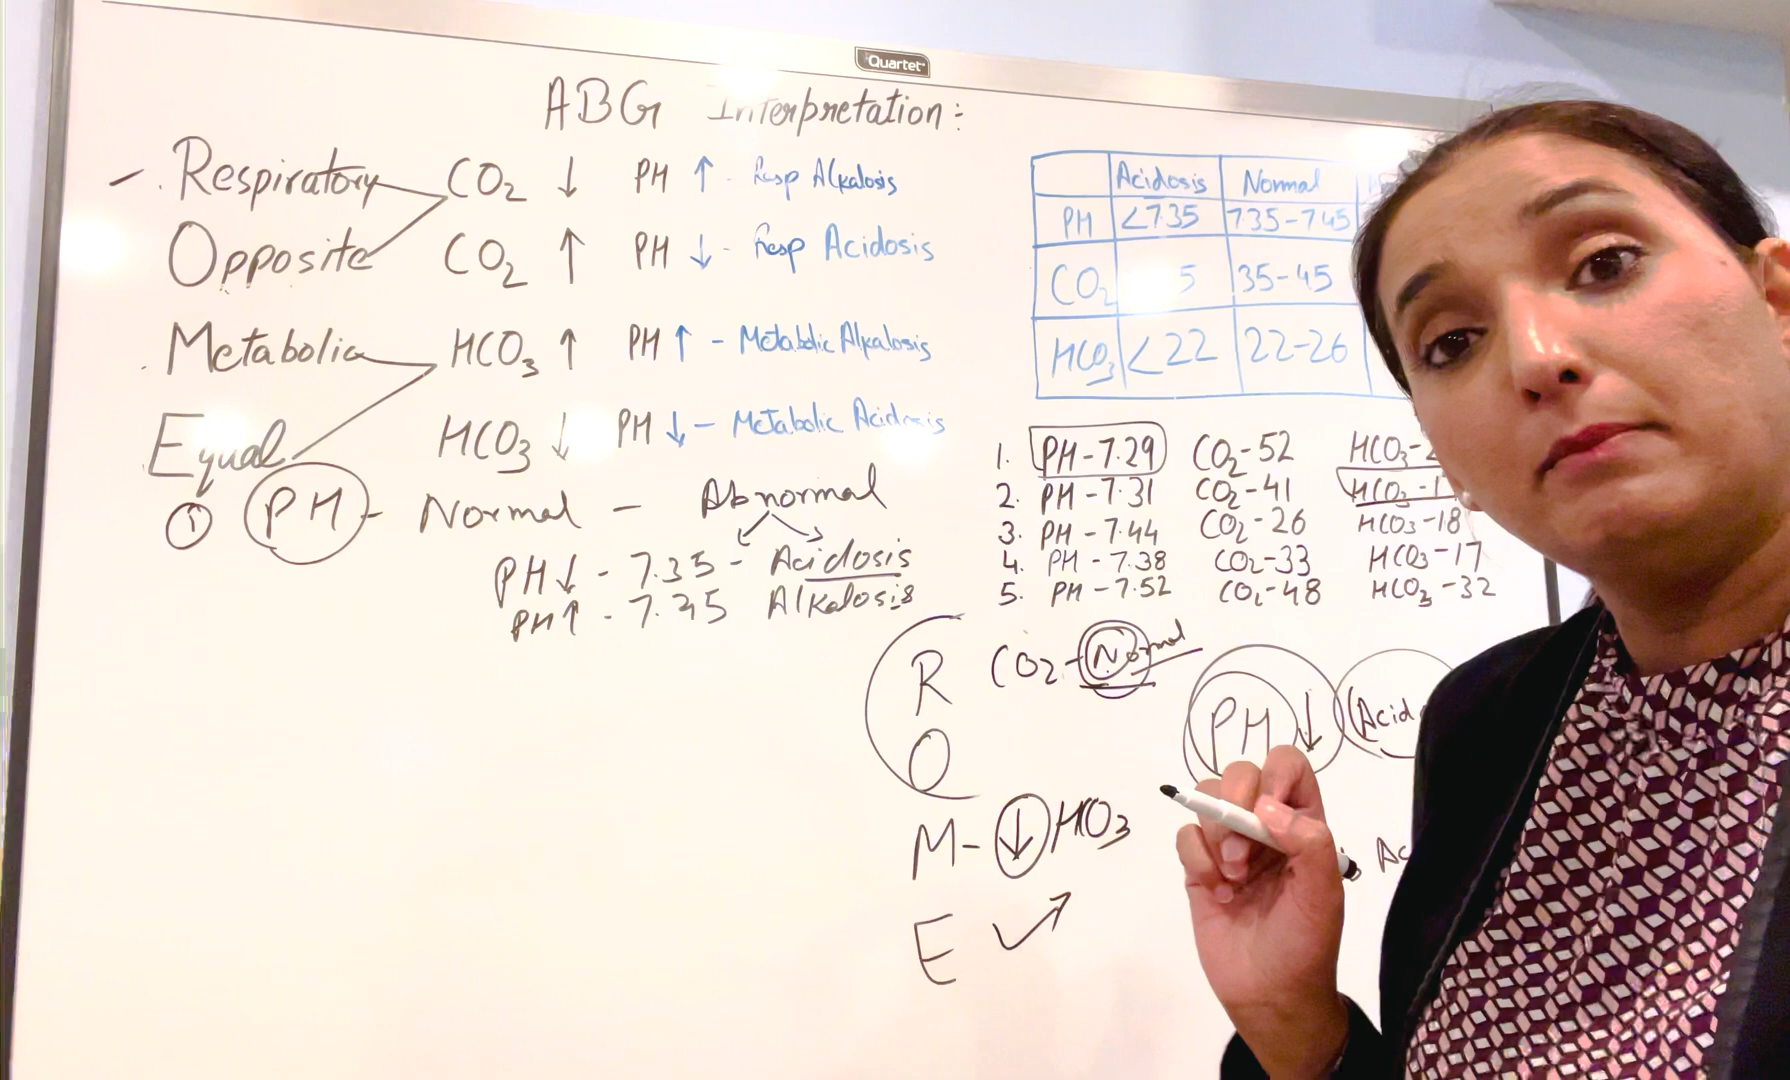 Quartet
ABG Interpretation:
Respiratory CO2 ↓ PH ↑ - Resp Alkalosis
Opposite CO2 ↑ PH ↓ - Resp Acidosis
Metabolic HCO3 ↑ PH ↑ - Metabolic Alkalosis
Equal HCO3 ↓ PH ↓ - Metabolic Acidosis
① PH - Normal - Abnormal
PH ↓ - 7.35 - Acidosis
PH ↑ - 7.45 Alkalosis
Acidosis Normal
PH <7.35 7.35-7.45
CO2 5 35-45
HCO3 <22 22-26
1. PH-7.29 CO2-52 HCO3-2
2. PH-7.31 CO2-41 HCO3-1
3. PH-7.44 CO2-26 HCO3-18
4. PH-7.38 CO2-33 HCO3-17
5. PH-7.52 CO2-48 HCO3-32
R CO2-Normal
O PH ↓ (Acid
M- ↓ HCO3 Ac
E